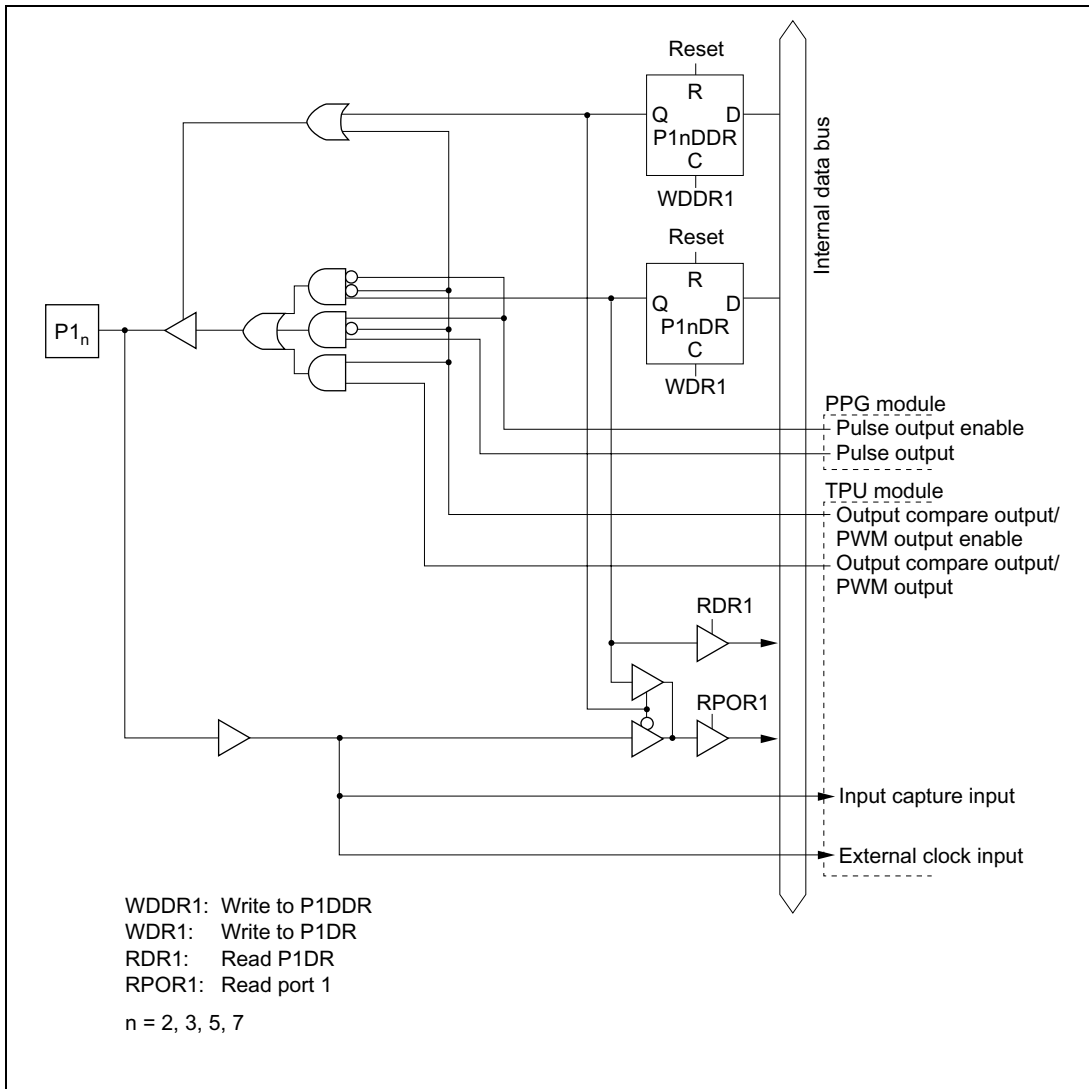 Reset
R
Q D
P1nDDR
C
WDDR1
Reset
R
Q D
P1nDR
C
WDR1
Internal data bus
P1n
PPG module
Pulse output enable
Pulse output
TPU module
Output compare output/
PWM output enable
Output compare output/
PWM output
RDR1
RPOR1
Input capture input
External clock input
WDDR1: Write to P1DDR
WDR1: Write to P1DR
RDR1: Read P1DR
RPOR1: Read port 1
n = 2, 3, 5, 7